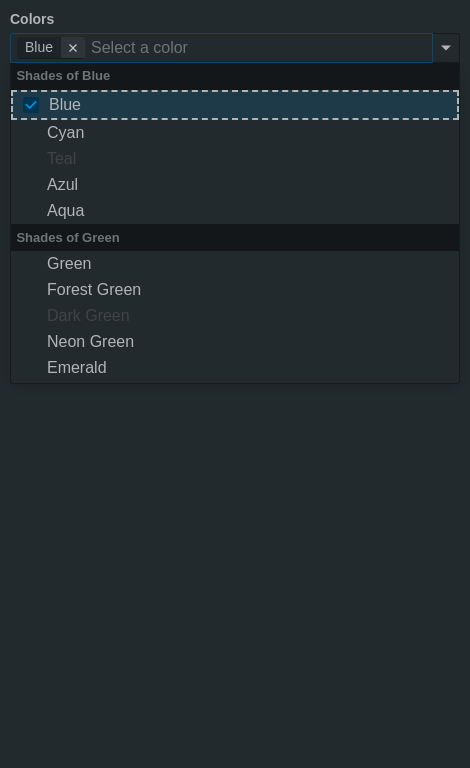 Colors
Blue Select a color
Shades of Blue
Blue
Cyan
Teal
Azul
Aqua
Shades of Green
Green
Forest Green
Dark Green
Neon Green
Emerald